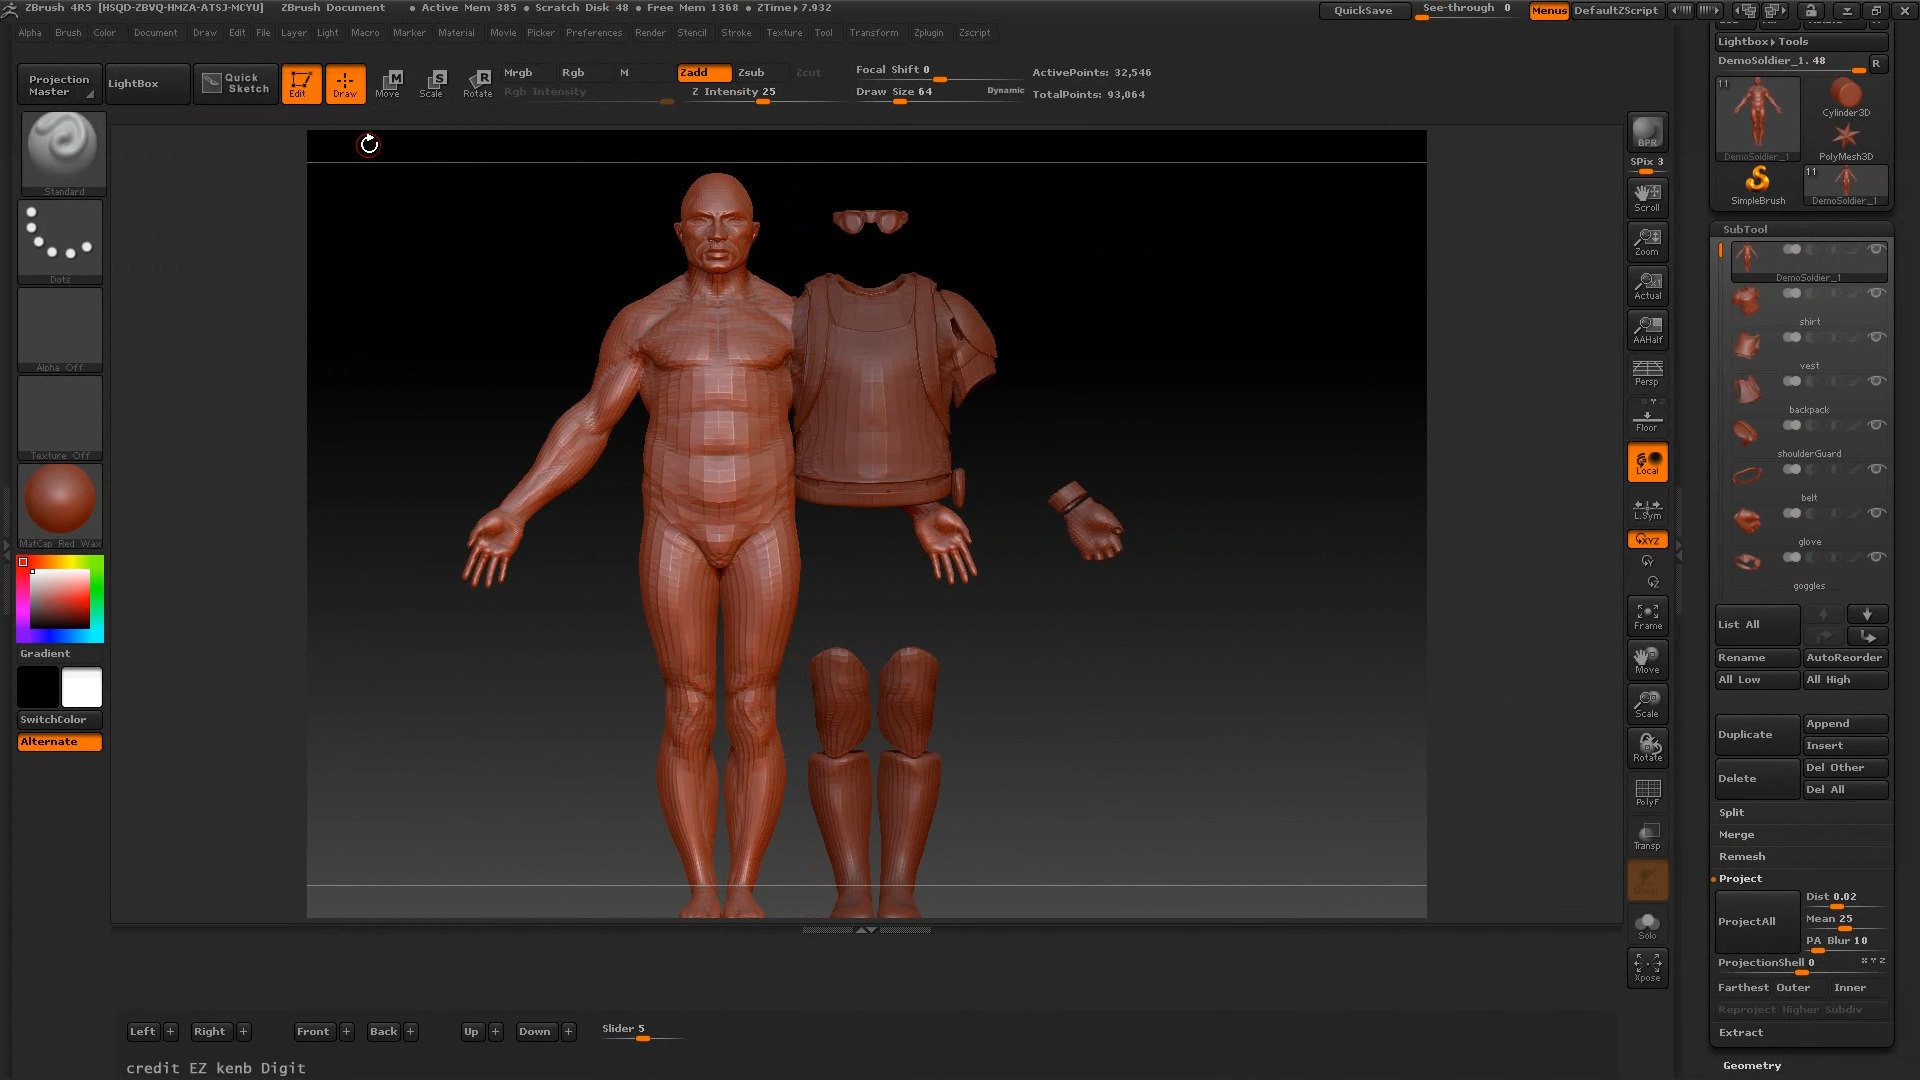 ZBrush 4R5 [HSQD-ZBVQ-HMZA-ATSJ-MCYU] ZBrush Document • Active Mem 385 • Scratch Disk 48 • Free Mem 1368 • ZTime▸7.932 QuickSave See-through 0 Menus DefaultZScript
Alpha Brush Color Document Draw Edit File Layer Light Macro Marker Material Movie Picker Preferences Render Stencil Stroke Texture Tool Transform Zplugin Zscript
Lightbox▸Tools
DemoSoldier_1. 48 R
Projection Master
LightBox
Quick Sketch
Edit
Draw
Move
Scale
Rotate
Mrgb Rgb M
Rgb Intensity
Zadd Zsub Zcut
Z Intensity 25
Focal Shift 0
Draw Size 64 Dynamic
ActivePoints: 32,546
TotalPoints: 93,064
Standard
Dots
Alpha Off
Texture Off
MatCap Red Wax
Gradient
SwitchColor
Alternate
BPR
SPix 3
Scroll
Zoom
Actual
AAHalf
Persp
Floor
Local
L.Sym
XYZ
Y
Z
Frame
Move
Scale
Rotate
PolyF
Transp
Solo
Xpose
11
DemoSoldier_1
Cylinder3D
PolyMesh3D
SimpleBrush
11
DemoSoldier_1
SubTool
DemoSoldier_1
shirt
vest
backpack
shoulderGuard
belt
glove
goggles
List All
Rename AutoReorder
All Low All High
Duplicate Append
Insert
Delete Del Other
Del All
Split
Merge
Remesh
Project
ProjectAll
Dist 0.02
Mean 25
PA Blur 10
ProjectionShell 0 X Y Z
Farthest Outer Inner
Reproject Higher Subdiv
Extract
Geometry
Left + Right + Front + Back + Up + Down + Slider 5
credit EZ kenb Digit